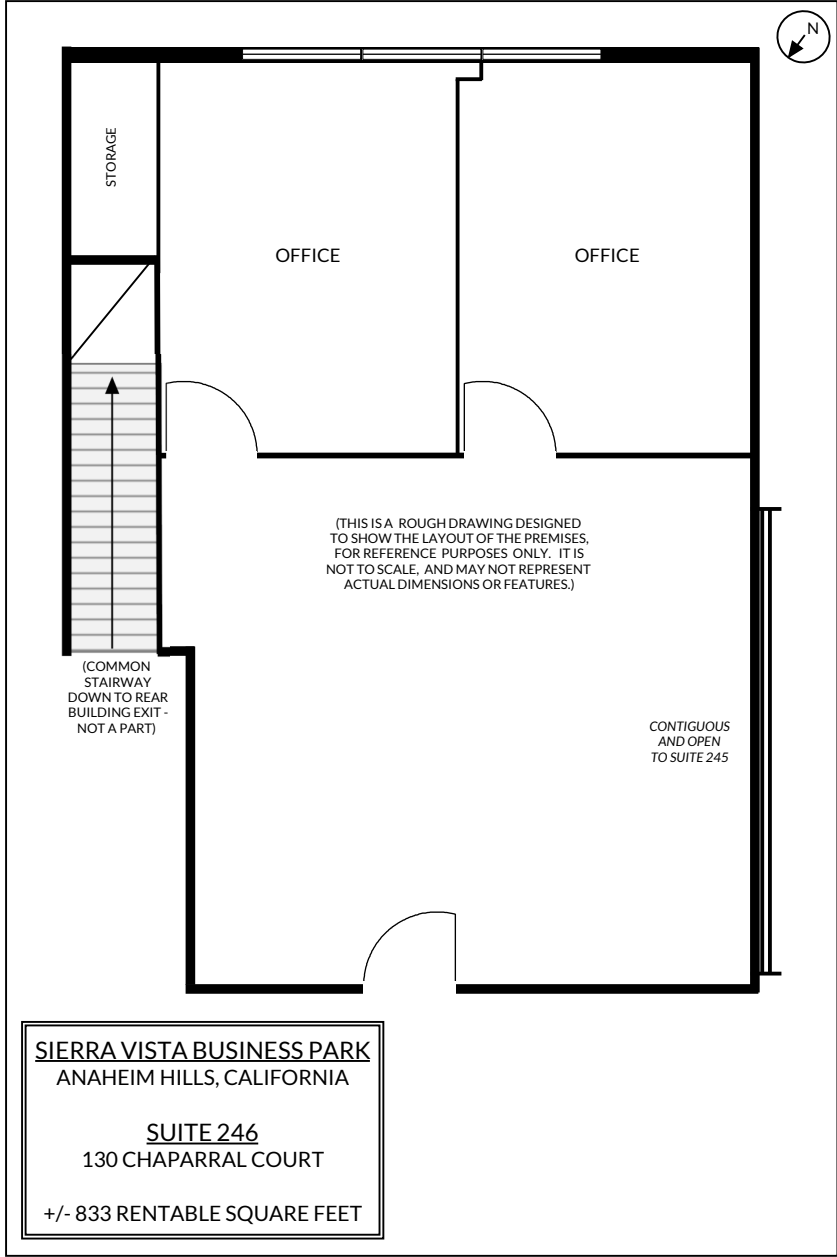 N
STORAGE
OFFICE
OFFICE
(THIS IS A ROUGH DRAWING DESIGNED
TO SHOW THE LAYOUT OF THE PREMISES,
FOR REFERENCE PURPOSES ONLY. IT IS
NOT TO SCALE, AND MAY NOT REPRESENT
ACTUAL DIMENSIONS OR FEATURES.)
(COMMON
STAIRWAY
DOWN TO REAR
BUILDING EXIT -
NOT A PART)
CONTIGUOUS
AND OPEN
TO SUITE 245
SIERRA VISTA BUSINESS PARK
ANAHEIM HILLS, CALIFORNIA
SUITE 246
130 CHAPARRAL COURT
+/- 833 RENTABLE SQUARE FEET